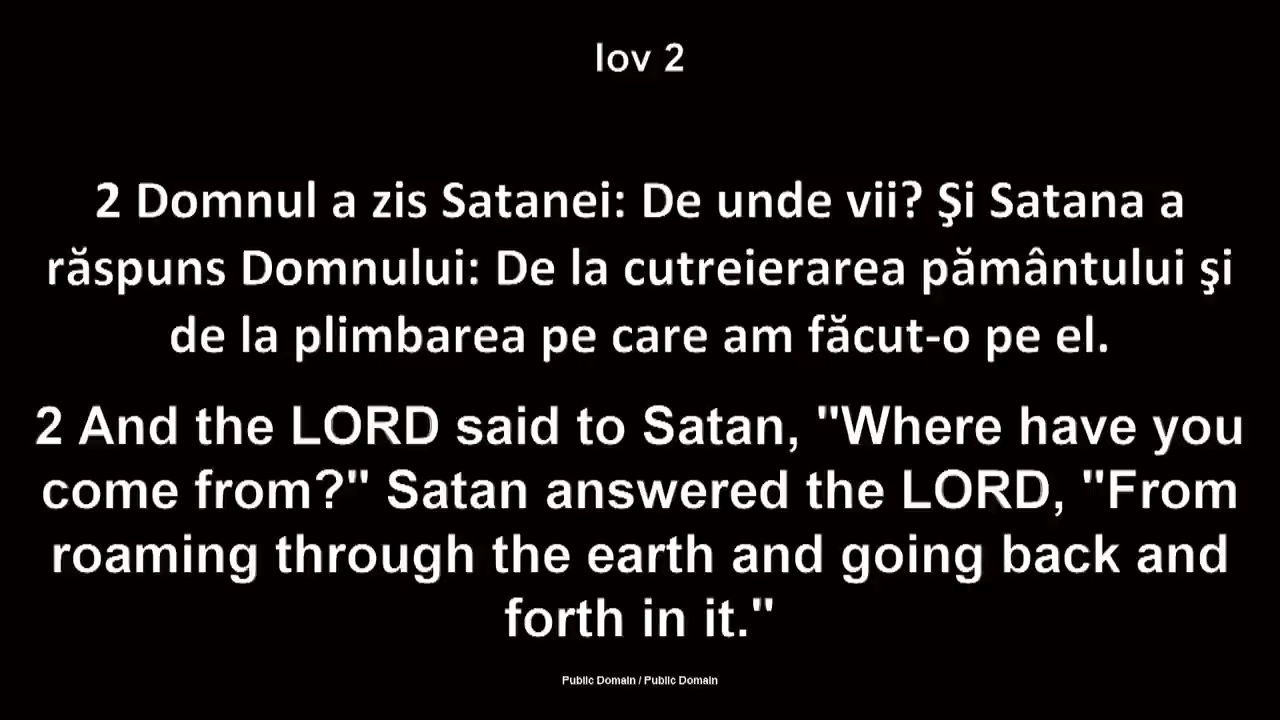 Iov 2
2 Domnul a zis Satanei: De unde vii? Şi Satana a
răspuns Domnului: De la cutreierarea pământului şi
de la plimbarea pe care am făcut-o pe el.
2 And the LORD said to Satan, "Where have you
come from?" Satan answered the LORD, "From
roaming through the earth and going back and
forth in it."
Public Domain / Public Domain